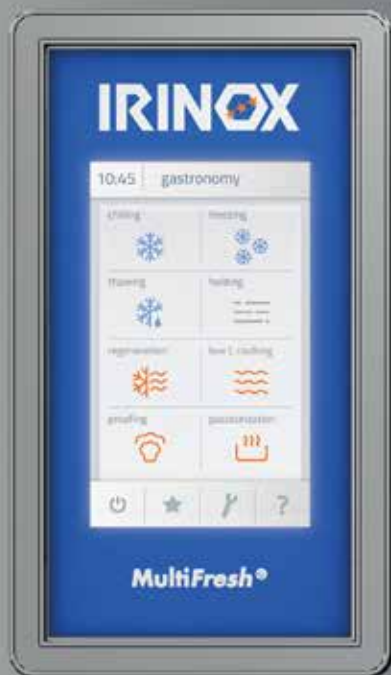 IRINOX
10:45 gastronomy
chilling freezing
thawing holding
regeneration low t. cooking
proofing pasteurization
?
MultiFresh®